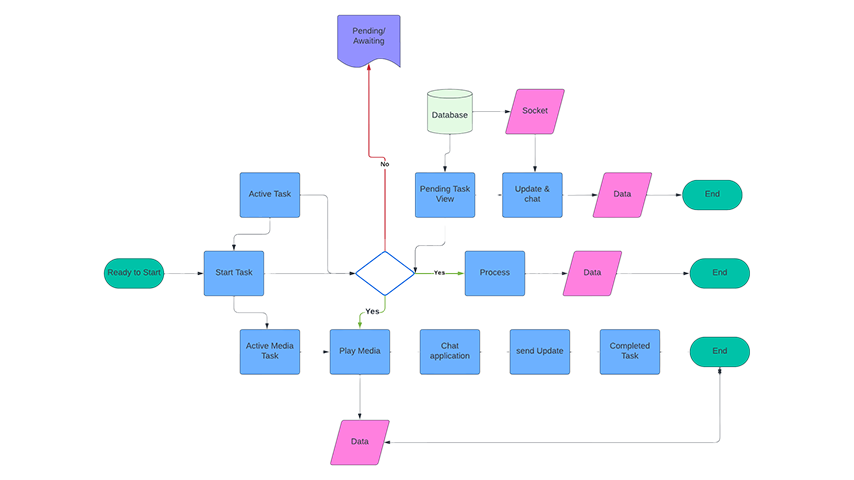 Pending/
Awaiting
Database
Socket
No
Active Task
Pending Task
View
Update &
chat
Data
End
Ready to Start
Start Task
Yes
Process
Data
End
Yes
Active Media
Task
Play Media
Chat
application
send Update
Completed
Task
End
Data